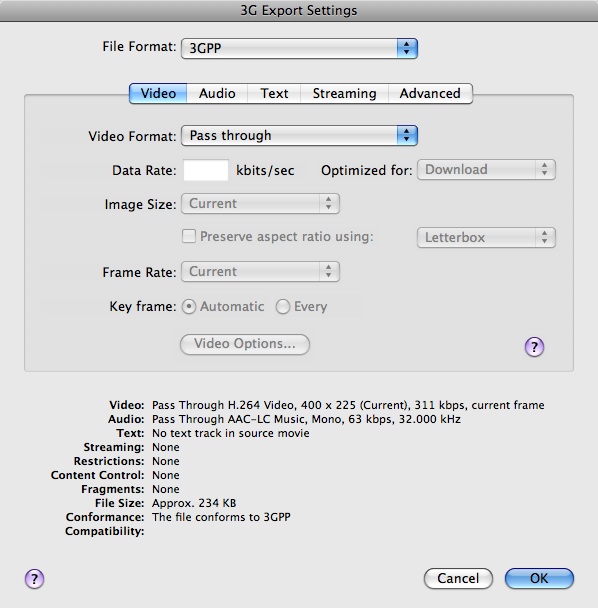 3G Export Settings
File Format: 3GPP
Video Audio Text Streaming Advanced
Video Format: Pass through
Data Rate: kbits/sec Optimized for: Download
Image Size: Current
Preserve aspect ratio using: Letterbox
Frame Rate: Current
Key frame: Automatic Every
Video Options... ?
Video: Pass Through H.264 Video, 400 x 225 (Current), 311 kbps, current frame
Audio: Pass Through AAC-LC Music, Mono, 63 kbps, 32.000 kHz
Text: No text track in source movie
Streaming: None
Restrictions: None
Content Control: None
Fragments: None
File Size: Approx. 234 KB
Conformance: The file conforms to 3GPP
Compatibility:
? Cancel OK